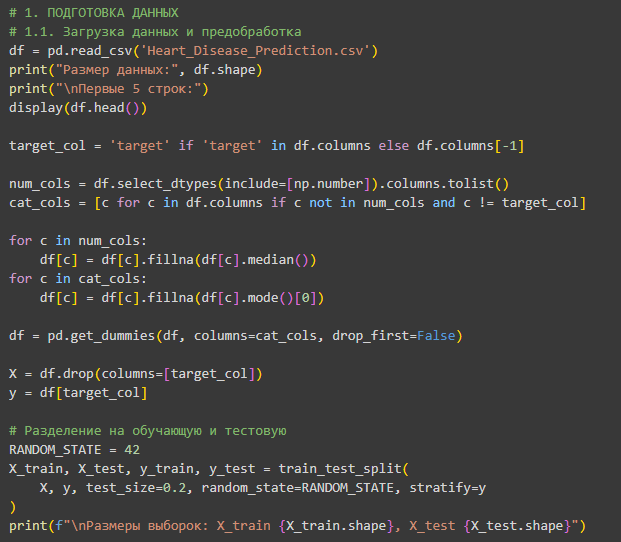 # 1. ПОДГОТОВКА ДАННЫХ
# 1.1. Загрузка данных и предобработка
df = pd.read_csv('Heart_Disease_Prediction.csv')
print("Размер данных:", df.shape)
print("\nПервые 5 строк:")
display(df.head())

target_col = 'target' if 'target' in df.columns else df.columns[-1]

num_cols = df.select_dtypes(include=[np.number]).columns.tolist()
cat_cols = [c for c in df.columns if c not in num_cols and c != target_col]

for c in num_cols:
    df[c] = df[c].fillna(df[c].median())
for c in cat_cols:
    df[c] = df[c].fillna(df[c].mode()[0])

df = pd.get_dummies(df, columns=cat_cols, drop_first=False)

X = df.drop(columns=[target_col])
y = df[target_col]

# Разделение на обучающую и тестовую
RANDOM_STATE = 42
X_train, X_test, y_train, y_test = train_test_split(
    X, y, test_size=0.2, random_state=RANDOM_STATE, stratify=y
)
print(f"\nРазмеры выборок: X_train {X_train.shape}, X_test {X_test.shape}")